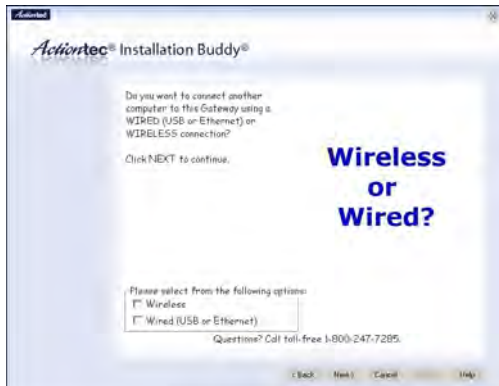 Actiontec
Actiontec® Installation Buddy®
Do you want to connect another
computer to this Gateway using a
WIRED (USB or Ethernet) or
WIRELESS connection?
Click NEXT to continue.
Wireless
or
Wired?
Please select from the following options:
Wireless
Wired (USB or Ethernet)
Questions? Call toll-free 1-800-247-7285.
< Back Next > Cancel Help